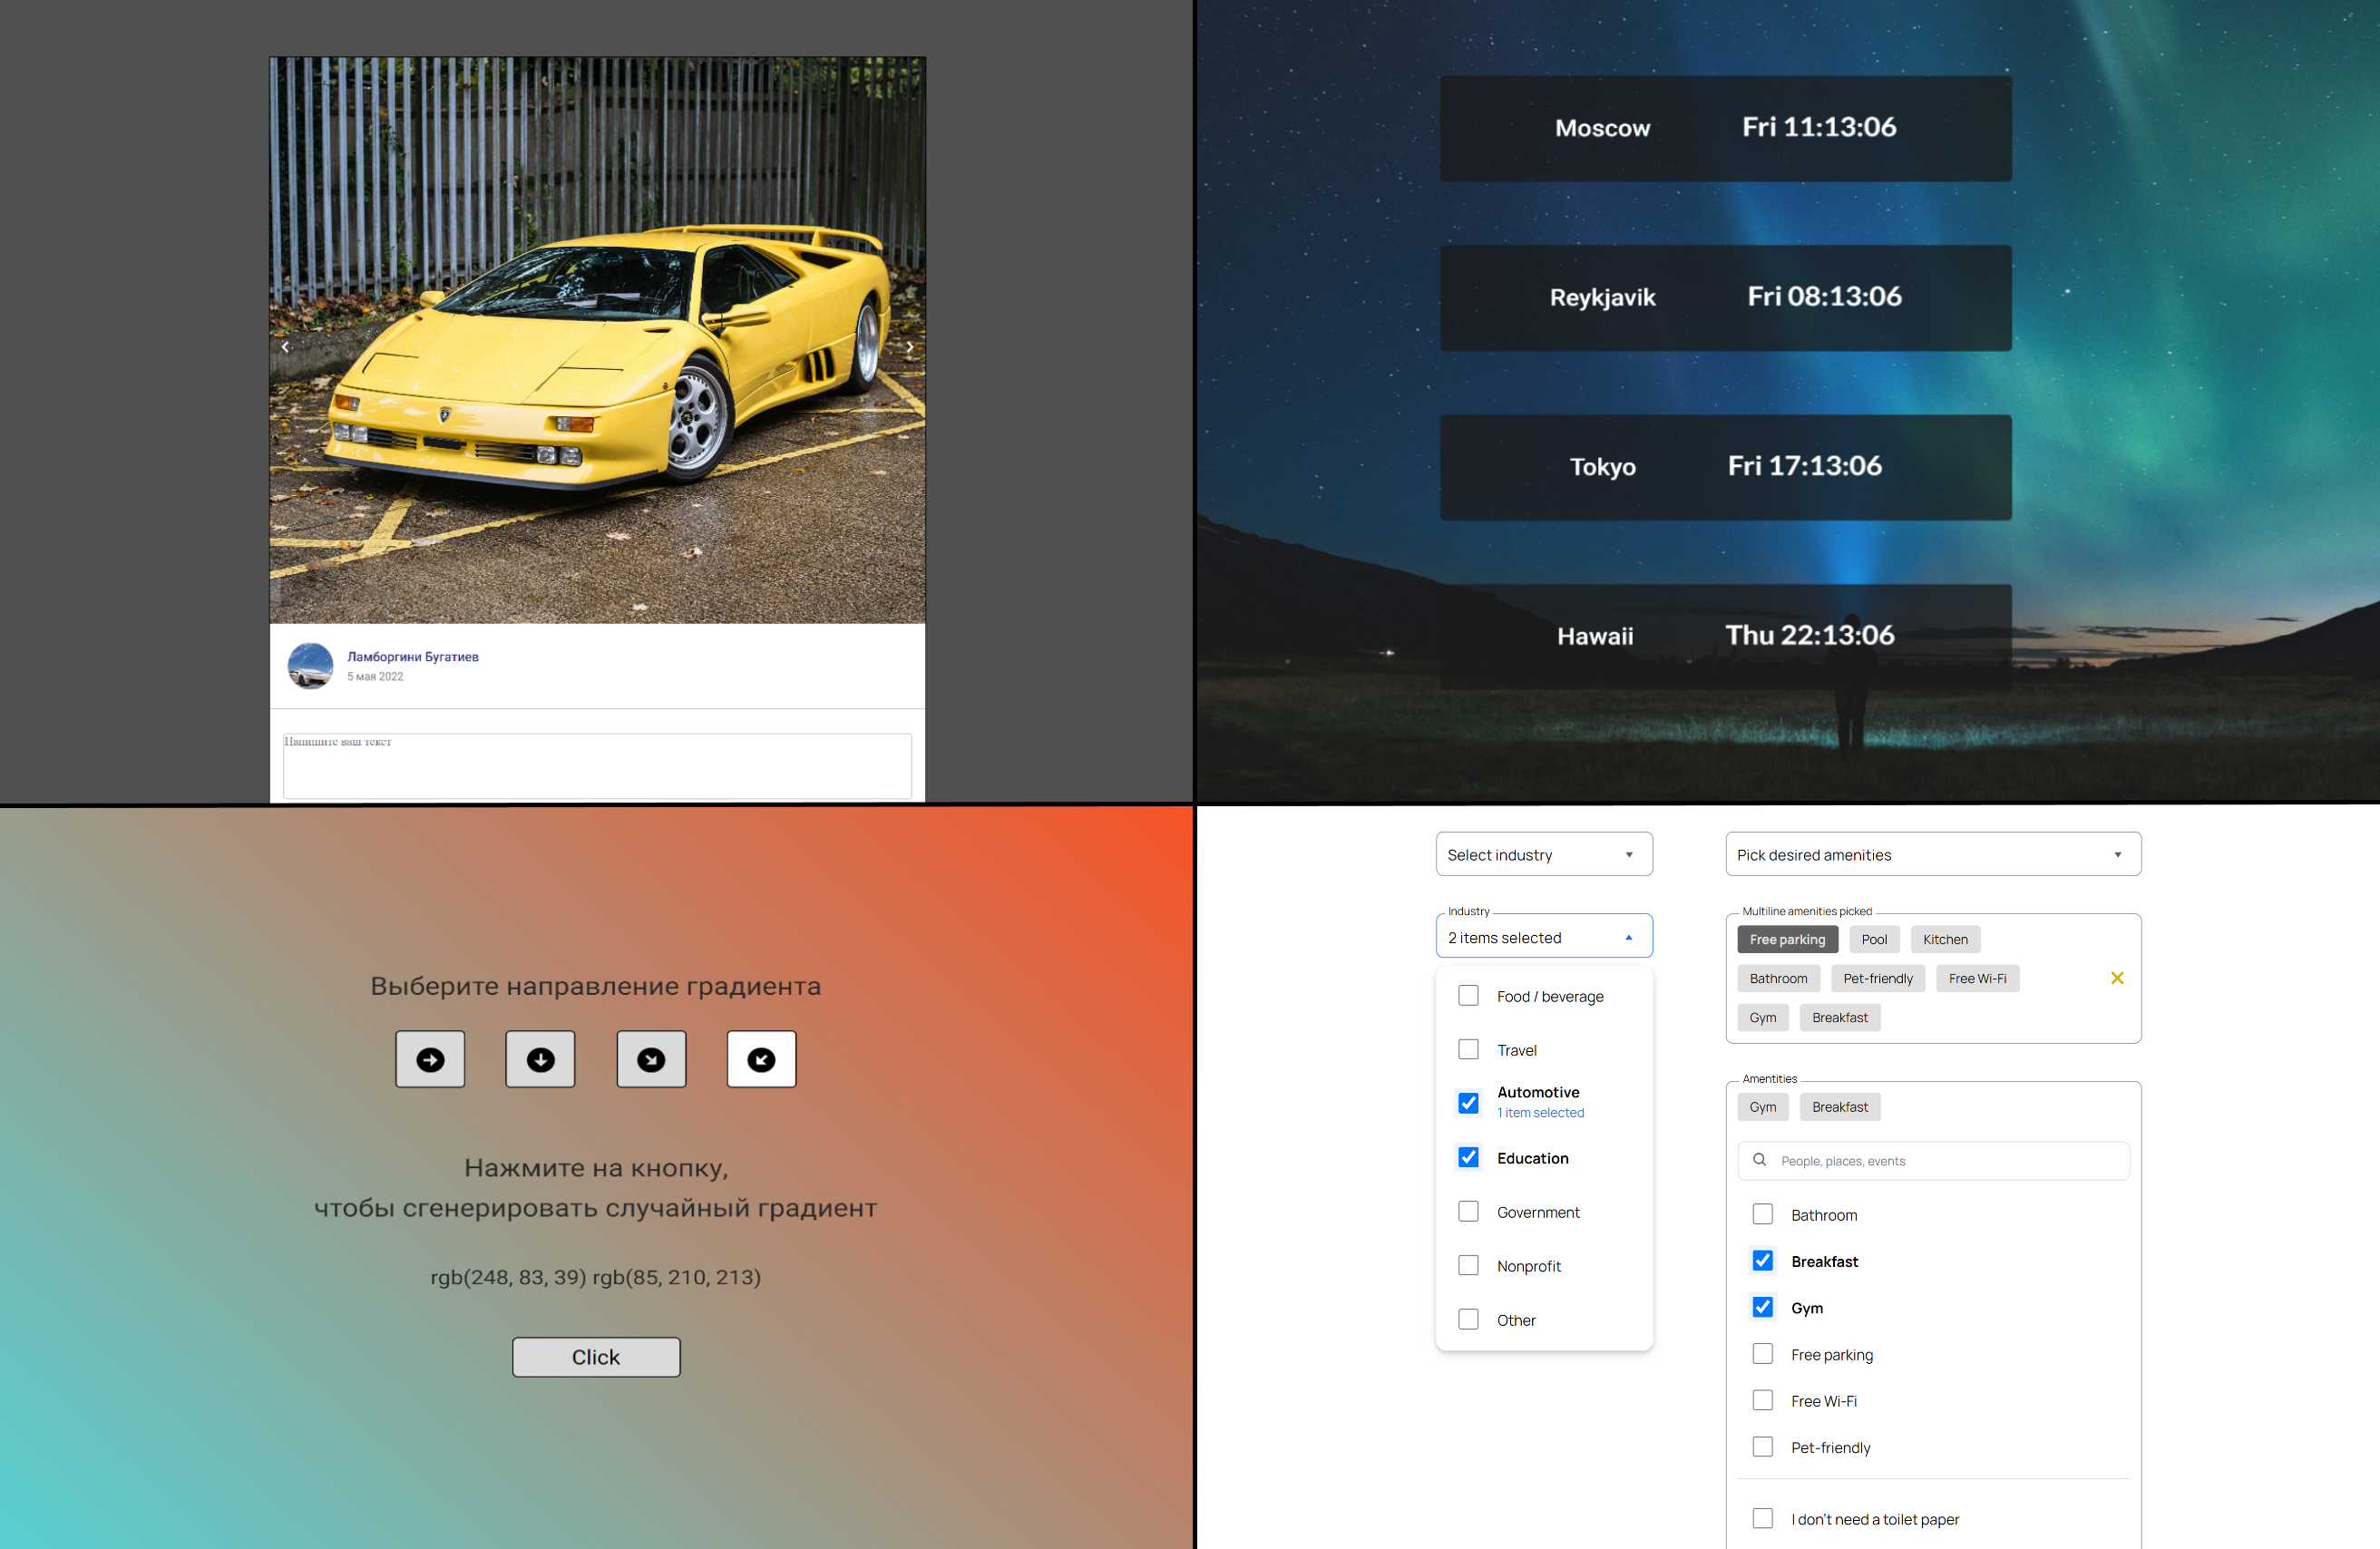 Ламборгини Бугатиев
5 мая 2022
Напишите ваш текст
Moscow Fri 11:13:06
Reykjavik Fri 08:13:06
Tokyo Fri 17:13:06
Hawaii Thu 22:13:06
Выберите направление градиента
Нажмите на кнопку,
чтобы сгенерировать случайный градиент
rgb(248, 83, 39) rgb(85, 210, 213)
Click
Select industry
Industry
2 items selected
Food / beverage
Travel
Automotive
1 item selected
Education
Government
Nonprofit
Other
Pick desired amenities
Multiline amenities picked
Free parking Pool Kitchen
Bathroom Pet-friendly Free Wi-Fi
Gym Breakfast
Amentities
Gym Breakfast
People, places, events
Bathroom
Breakfast
Gym
Free parking
Free Wi-Fi
Pet-friendly
I don't need a toilet paper